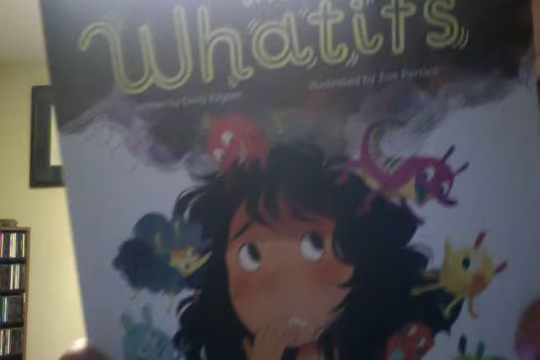 Whatifs
written by Emily Kilgore
illustrated by Zoe Persico